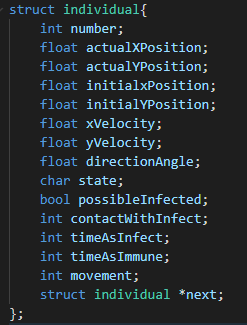 struct individual{
    int number;
    float actualXPosition;
    float actualYPosition;
    float initialxPosition;
    float initialYPosition;
    float xVelocity;
    float yVelocity;
    float directionAngle;
    char state;
    bool possibleInfected;
    int contactWithInfect;
    int timeAsInfect;
    int timeAsImmune;
    int movement;
    struct individual *next;
};